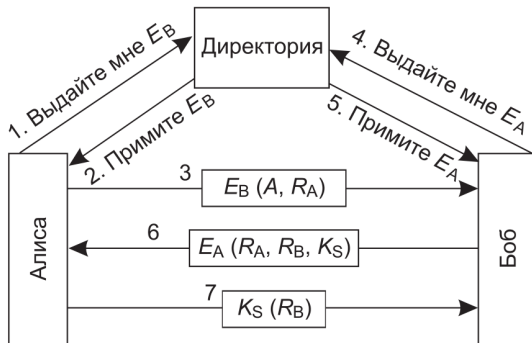 Директория
1. Выдайте мне E_B
2. Примите E_B
4. Выдайте мне E_A
5. Примите E_A
3
E_B (A, R_A)
6
E_A (R_A, R_B, K_S)
7
K_S (R_B)
Алиса
Боб